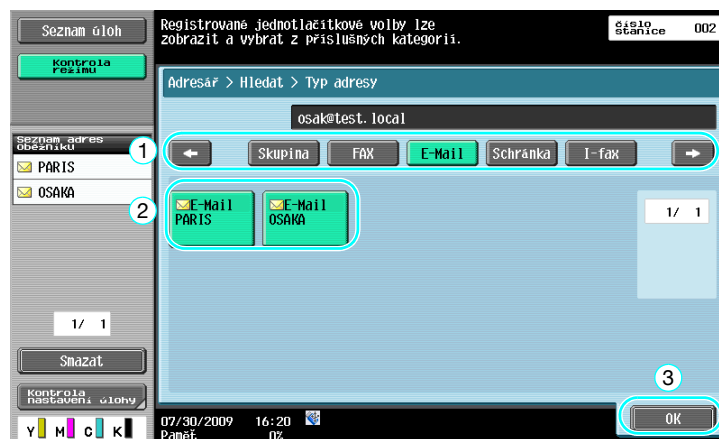 Seznam úloh
Kontrola
režimu
Registrované jednotlačítkové volby lze
zobrazit a vybrat z příslušných kategorií.
číslo
stanice 002
Adresář > Hledat > Typ adresy
osak@test.local
Seznam adres
oběžníku
PARIS
OSAKA
1
Skupina FAX E-Mail Schránka I-fax
2
E-Mail
PARIS
E-Mail
OSAKA
1/ 1
1/ 1
Smazat
Kontrola
nastavení úlohy
Y M C K
3
OK
07/30/2009 16:20
Paměť 0%